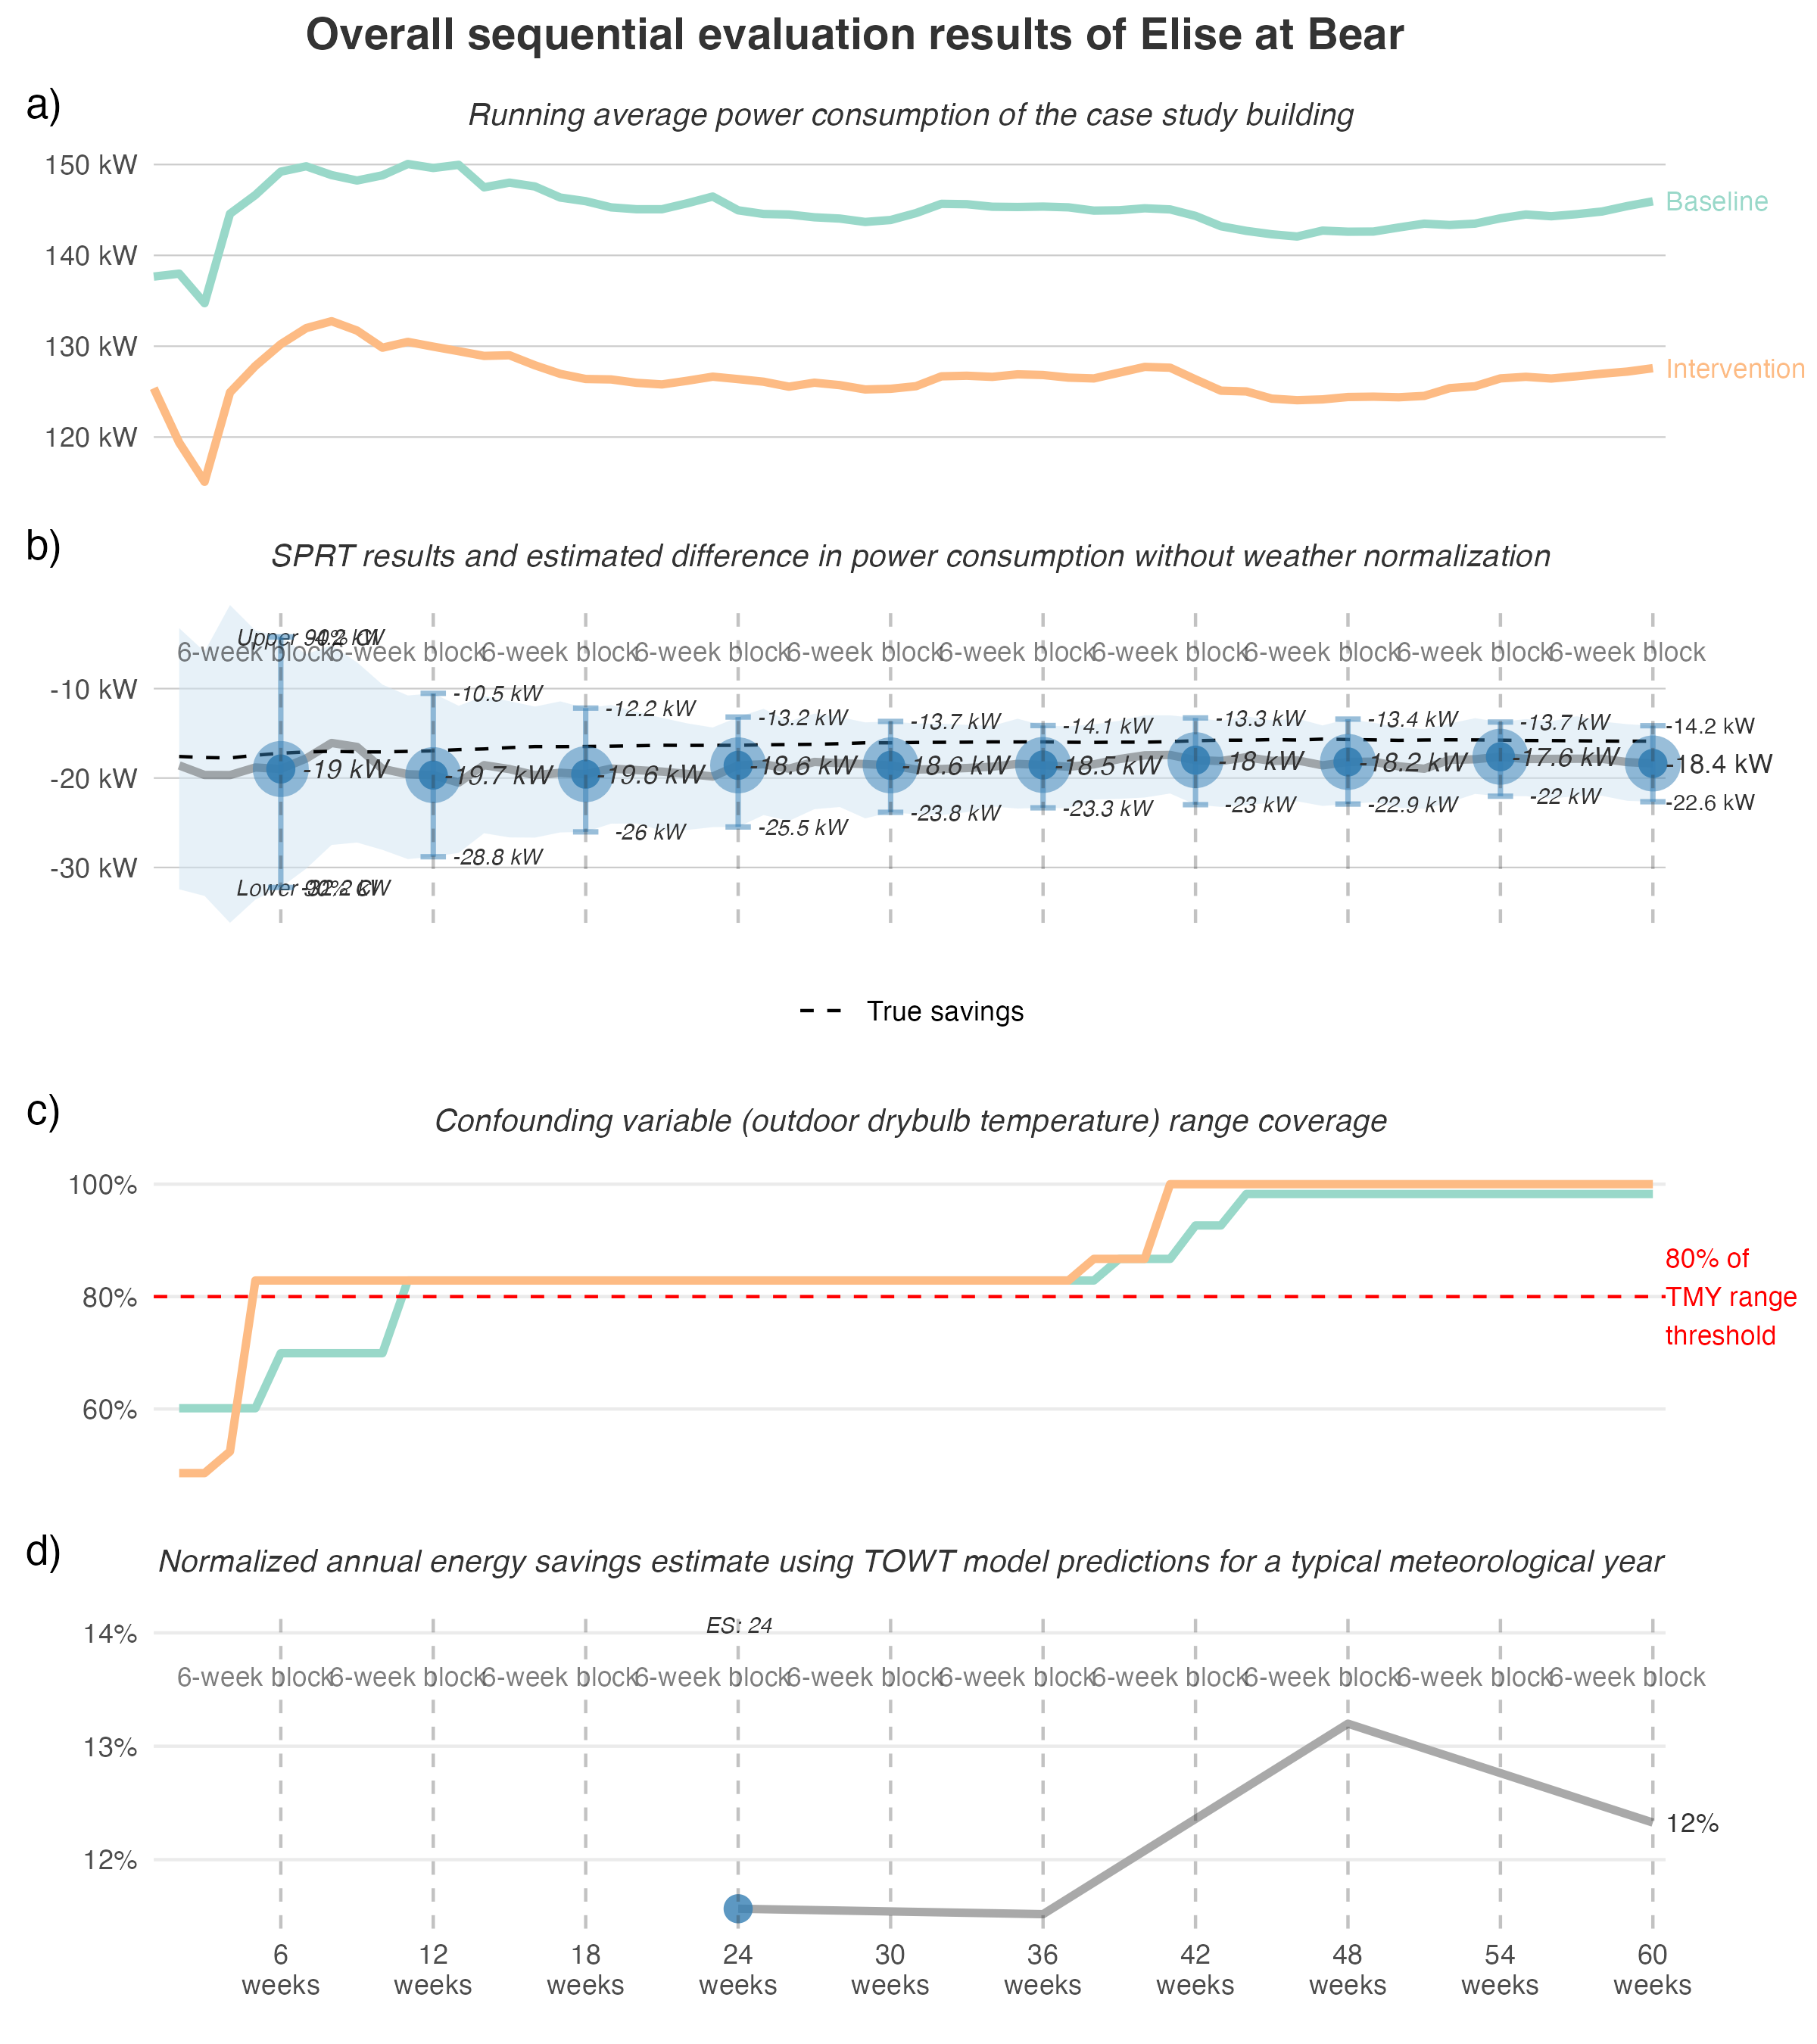 Overall sequential evaluation results of Elise at Bear
a)
Running average power consumption of the case study building
150 kW
140 kW
130 kW
120 kW
Baseline
Intervention
b)
SPRT results and estimated difference in power consumption without weather normalization
Upper 90% CI
-4.2 kW
6-week block
6-week block
6-week block
6-week block
6-week block
6-week block
6-week block
6-week block
6-week block
6-week block
-10 kW
-20 kW
-30 kW
-10.5 kW
-12.2 kW
-13.2 kW
-13.7 kW
-14.1 kW
-13.3 kW
-13.4 kW
-13.7 kW
-14.2 kW
-19 kW
-19.7 kW
-19.6 kW
-18.6 kW
-18.6 kW
-18.5 kW
-18 kW
-18.2 kW
-17.6 kW
-18.4 kW
Lower 90% CI
-32.2 kW
-28.8 kW
-26 kW
-25.5 kW
-23.8 kW
-23.3 kW
-23 kW
-22.9 kW
-22 kW
-22.6 kW
True savings
c)
Confounding variable (outdoor drybulb temperature) range coverage
100%
80%
60%
80% of
TMY range
threshold
d)
Normalized annual energy savings estimate using TOWT model predictions for a typical meteorological year
ES: 24
14%
13%
12%
6-week block
6-week block
6-week block
6-week block
6-week block
6-week block
6-week block
6-week block
6-week block
6-week block
12%
6
weeks
12
weeks
18
weeks
24
weeks
30
weeks
36
weeks
42
weeks
48
weeks
54
weeks
60
weeks